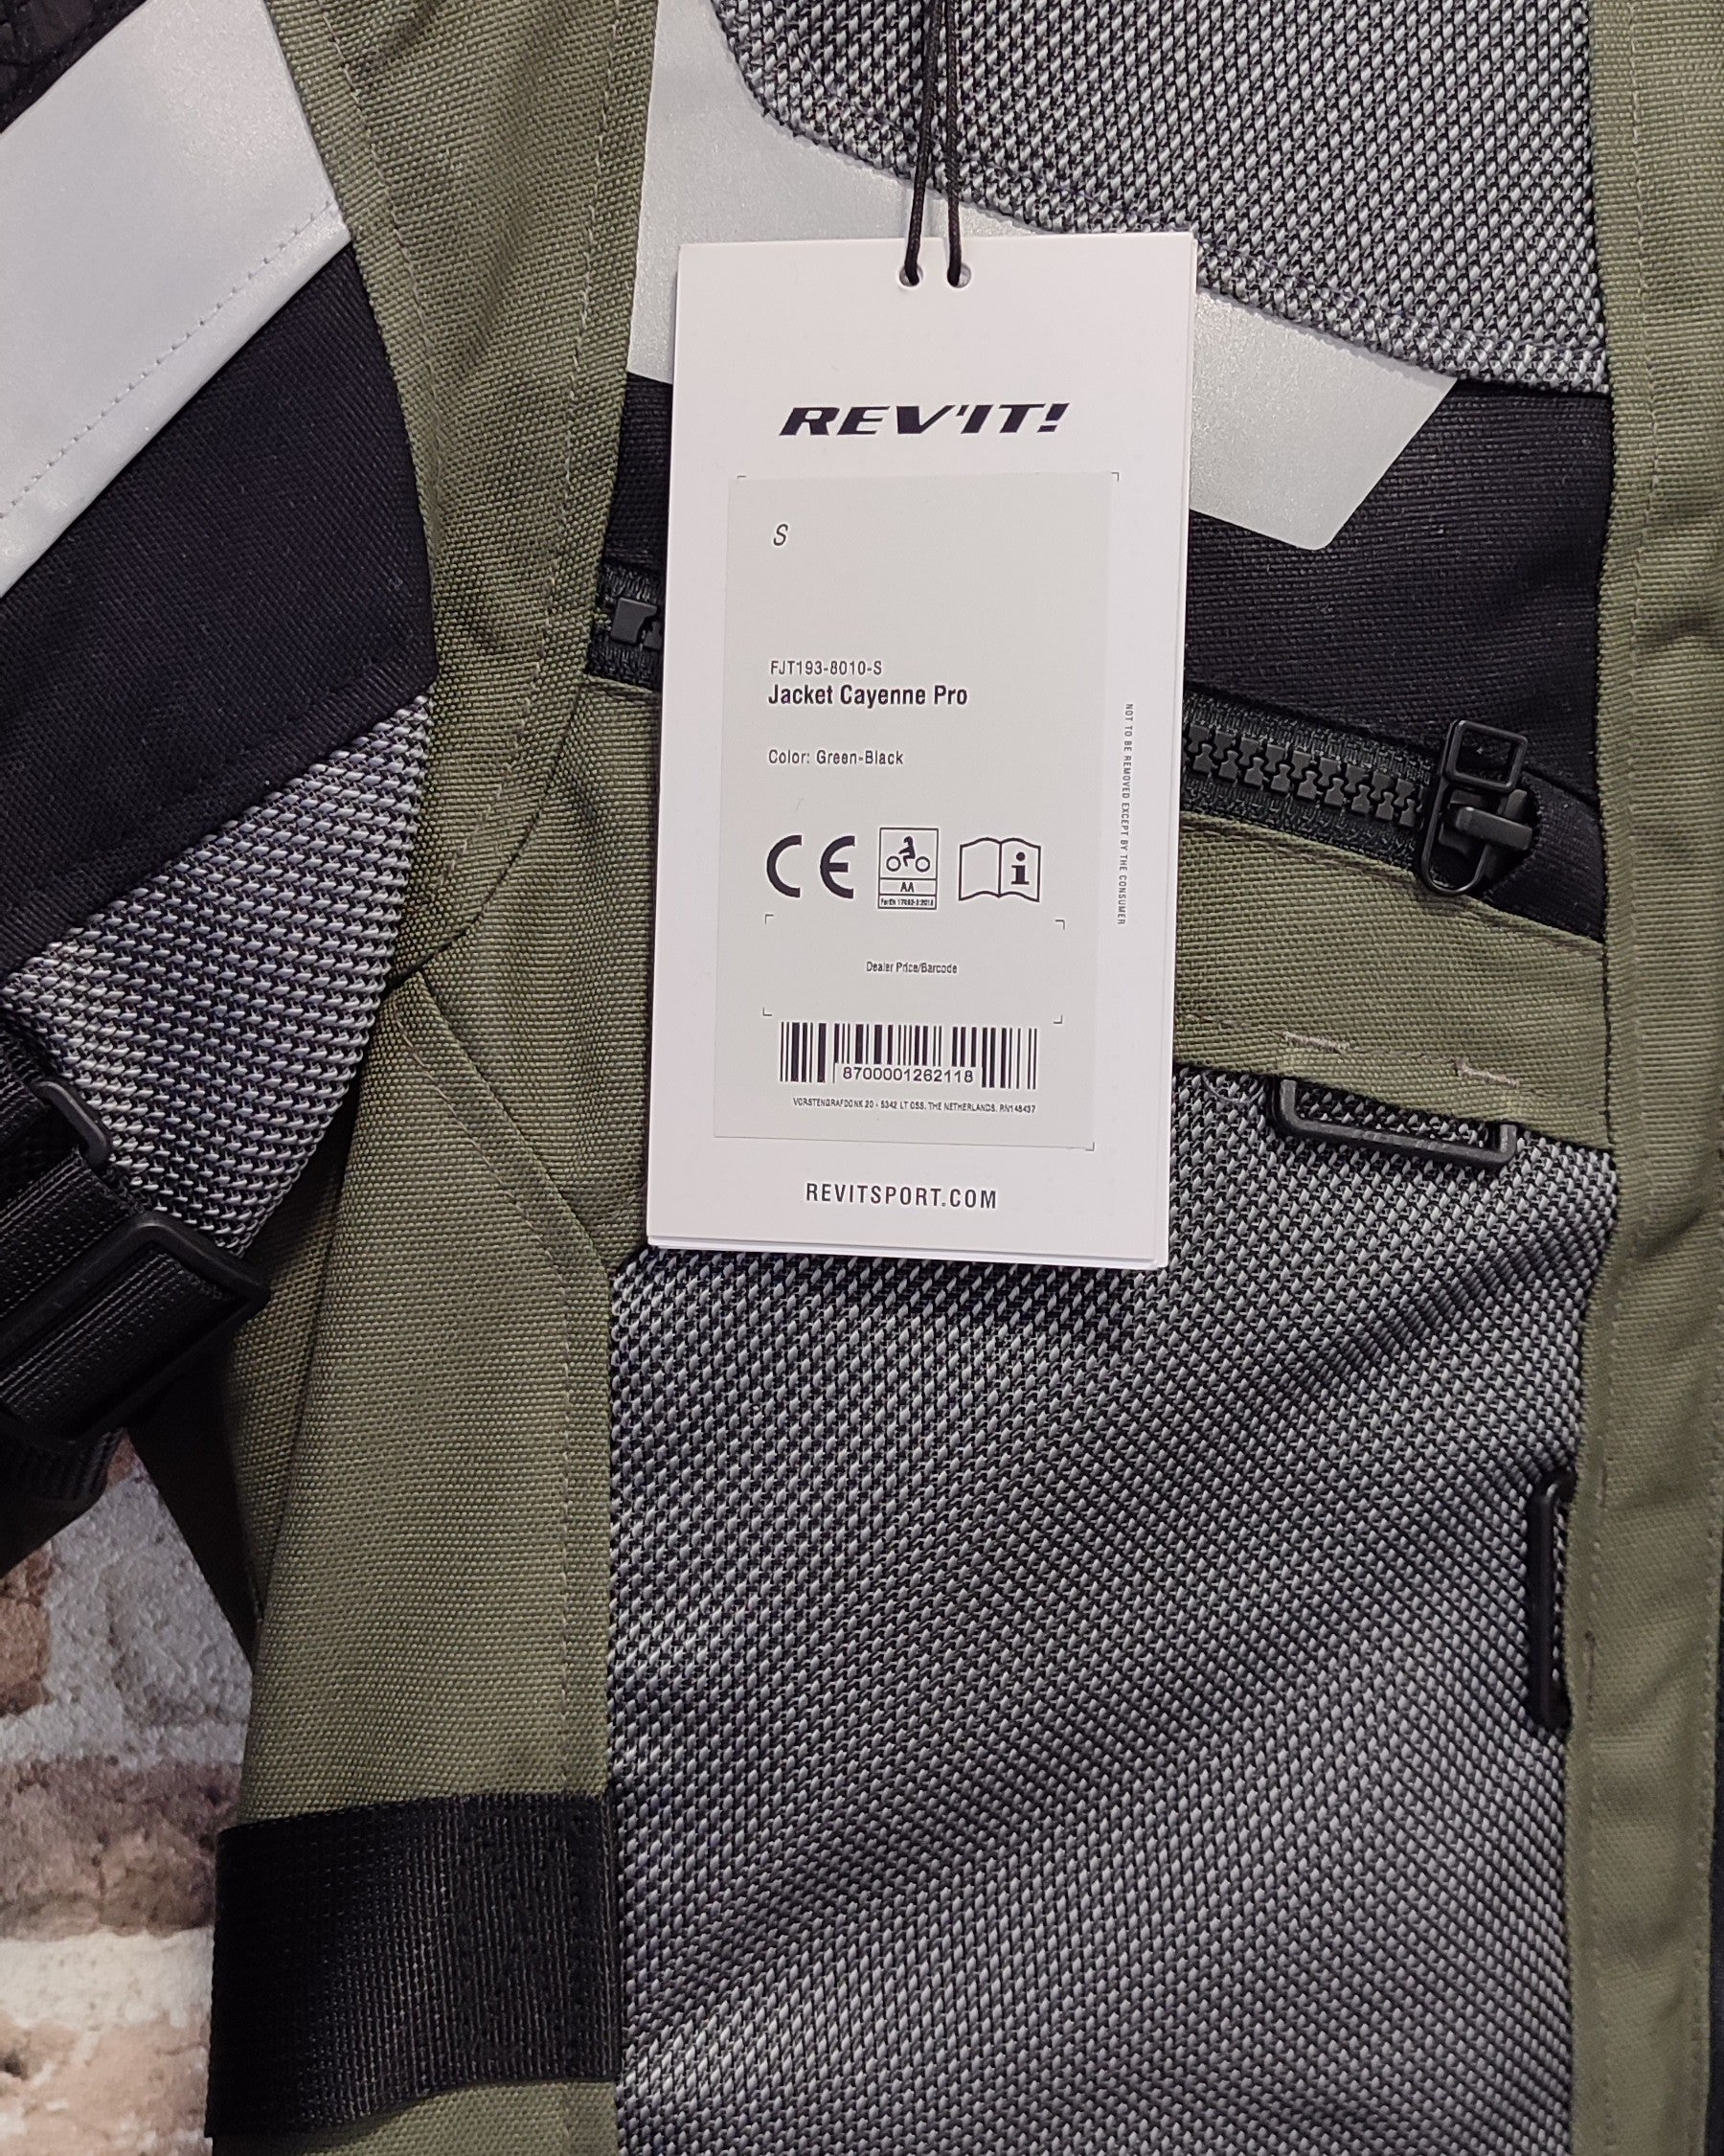 REV'IT!
S
FJT193-8010-S
Jacket Cayenne Pro
Color: Green-Black
NOT TO BE REMOVED EXCEPT BY THE CONSUMER
CE
AA
i
Dealer Price/Barcode
8700001262118
VORSTENGRAFDONK 20 - 5342 LT OSS. THE NETHERLANDS. RN148437
REVITSPORT.COM